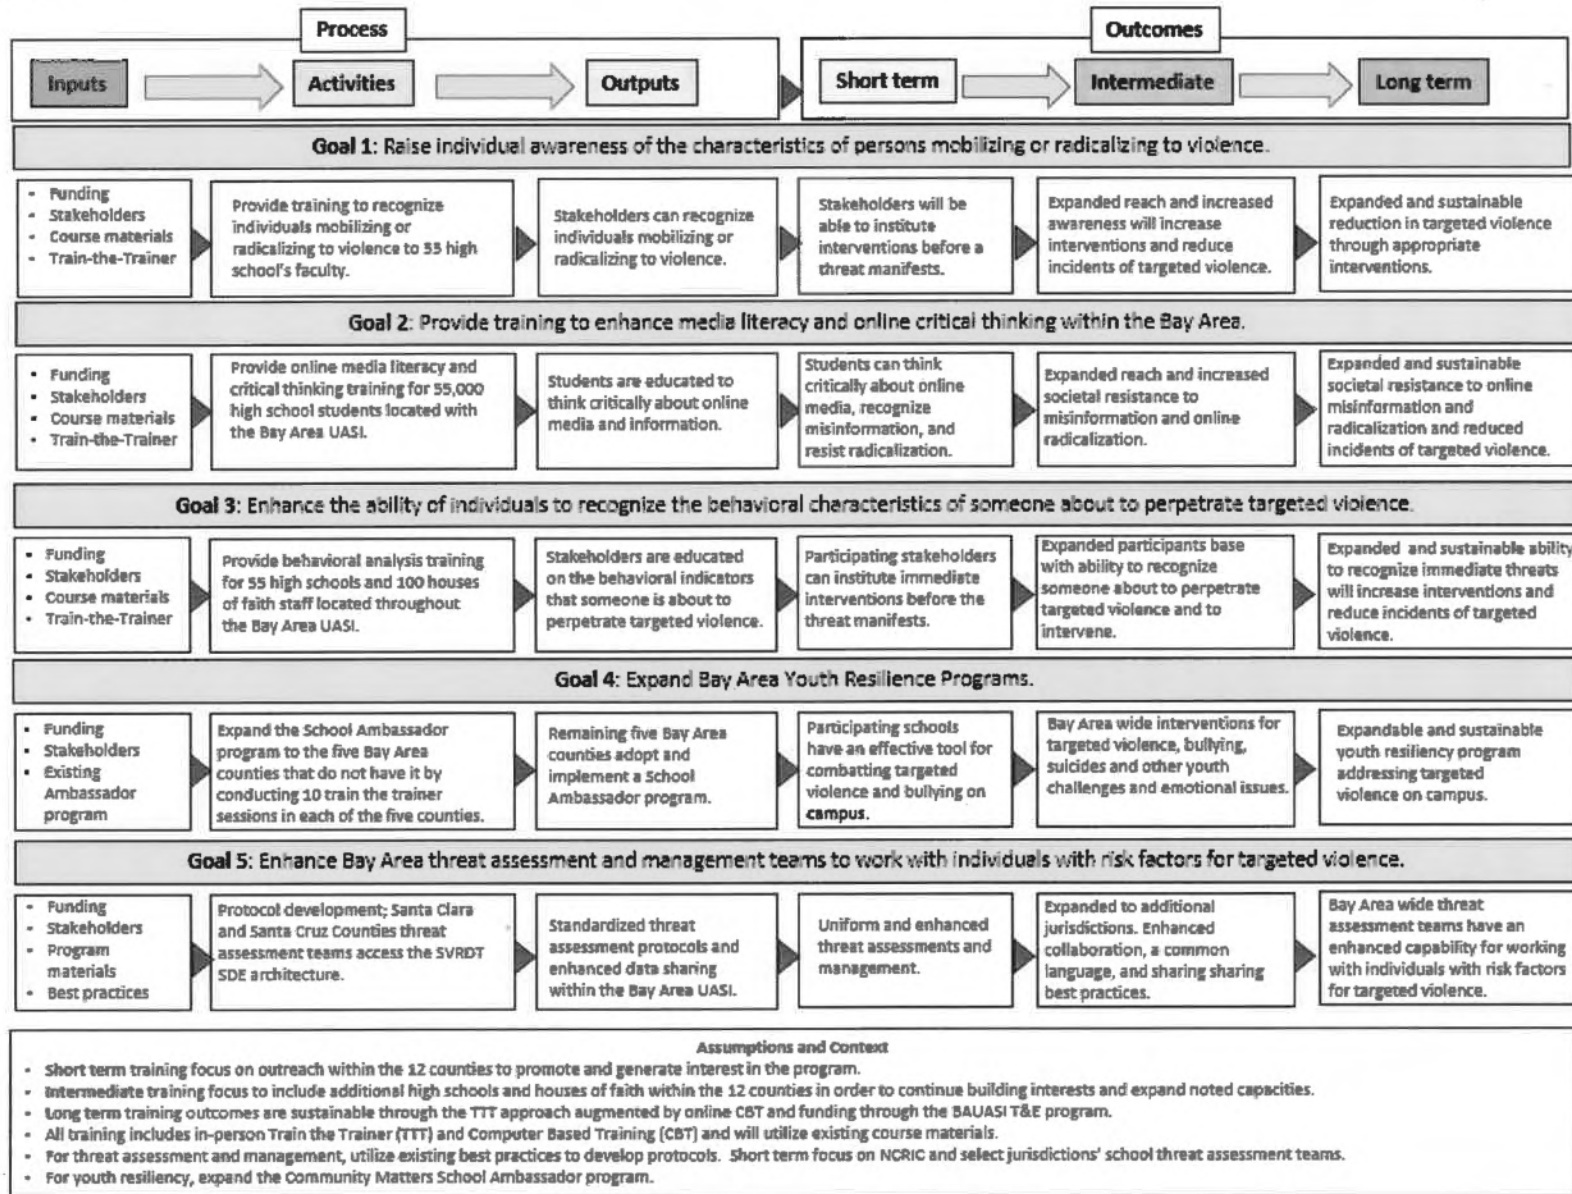 Process
Outcomes
Inputs
Activities
Outputs
Short term
Intermediate
Long term
Goal 1: Raise individual awareness of the characteristics of persons mobilizing or radicalizing to violence.
• Funding
• Stakeholders
• Course materials
• Train-the-Trainer
Provide training to recognize
individuals mobilizing or
radicalizing to violence to 55 high
school's faculty.
Stakeholders can recognize
individuals mobilizing or
radicalizing to violence.
Stakeholders will be
able to institute
interventions before a
threat manifests.
Expanded reach and increased
awareness will increase
interventions and reduce
incidents of targeted violence.
Expanded and sustainable
reduction in targeted violence
through appropriate
interventions.
Goal 2: Provide training to enhance media literacy and online critical thinking within the Bay Area.
• Funding
• Stakeholders
• Course materials
• Train-the-Trainer
Provide online media literacy and
critical thinking training for 55,000
high school students located with
the Bay Area UASI.
Students are educated to
think critically about online
media and information.
Students can think
critically about online
media, recognize
misinformation, and
resist radicalization.
Expanded reach and increased
societal resistance to
misinformation and online
radicalization.
Expanded and sustainable
societal resistance to online
misinformation and
radicalization and reduced
incidents of targeted violence.
Goal 3: Enhance the ability of individuals to recognize the behavioral characteristics of someone about to perpetrate targeted violence.
• Funding
• Stakeholders
• Course materials
• Train-the-Trainer
Provide behavioral analysis training
for 55 high schools and 100 houses
of faith staff located throughout
the Bay Area UASI.
Stakeholders are educated
on the behavioral indicators
that someone is about to
perpetrate targeted violence.
Participating stakeholders
can institute immediate
interventions before the
threat manifests.
Expanded participants base
with ability to recognize
someone about to perpetrate
targeted violence and to
intervene.
Expanded and sustainable ability
to recognize immediate threats
will increase interventions and
reduce incidents of targeted
violence.
Goal 4: Expand Bay Area Youth Resilience Programs.
• Funding
• Stakeholders
• Existing
Ambassador
program
Expand the School Ambassador
program to the five Bay Area
counties that do not have it by
conducting 10 train the trainer
sessions in each of the five counties.
Remaining five Bay Area
counties adopt and
implement a School
Ambassador program.
Participating schools
have an effective tool for
combatting targeted
violence and bullying on
campus.
Bay Area wide interventions for
targeted violence, bullying,
suicides and other youth
challenges and emotional issues.
Expandable and sustainable
youth resiliency program
addressing targeted
violence on campus.
Goal 5: Enhance Bay Area threat assessment and management teams to work with individuals with risk factors for targeted violence.
• Funding
• Stakeholders
• Program
materials
• Best practices
Protocol development; Santa Clara
and Santa Cruz Counties threat
assessment teams access the SVRDT
SDE architecture.
Standardized threat
assessment protocols and
enhanced data sharing
within the Bay Area UASI.
Uniform and enhanced
threat assessments and
management.
Expanded to additional
jurisdictions. Enhanced
collaboration, a common
language, and sharing sharing
best practices.
Bay Area wide threat
assessment teams have an
enhanced capability for working
with individuals with risk factors
for targeted violence.
Assumptions and Context
• Short term training focus on outreach within the 12 counties to promote and generate interest in the program.
• Intermediate training focus to include additional high schools and houses of faith within the 12 counties in order to continue building interests and expand noted capacities.
• Long term training outcomes are sustainable through the TTT approach augmented by online CBT and funding through the BAUASI T&E program.
• All training includes in-person Train the Trainer (TTT) and Computer Based Training (CBT) and will utilize existing course materials.
• For threat assessment and management, utilize existing best practices to develop protocols. Short term focus on NCRIC and select jurisdictions' school threat assessment teams.
• For youth resiliency, expand the Community Matters School Ambassador program.